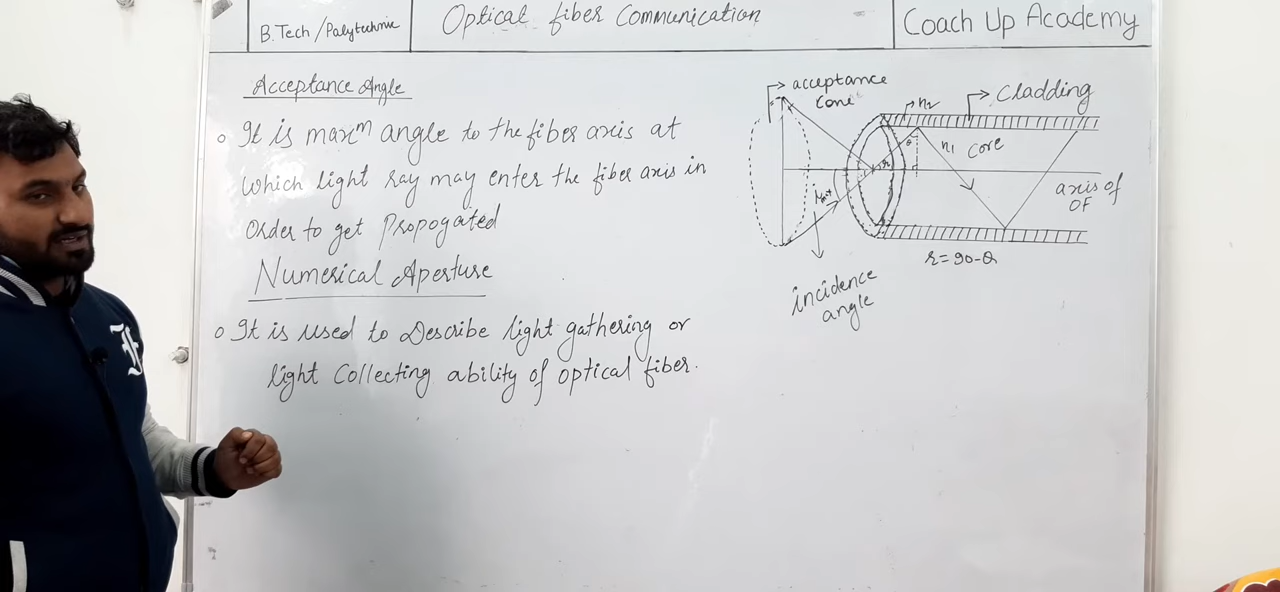 B.Tech/Polytechnic
Optical fiber Communication
Coach Up Academy
Acceptance Angle
It is maxm angle to the fiber axis at
which light ray may enter the fiber axis in
order to get Propogated
Numerical Aperture
It is used to Describe light gathering or
light Collecting ability of optical fiber.
acceptance
cone
n2
Cladding
n1 core
θ
r
axis of
OF
r=90-θ
incidence
angle